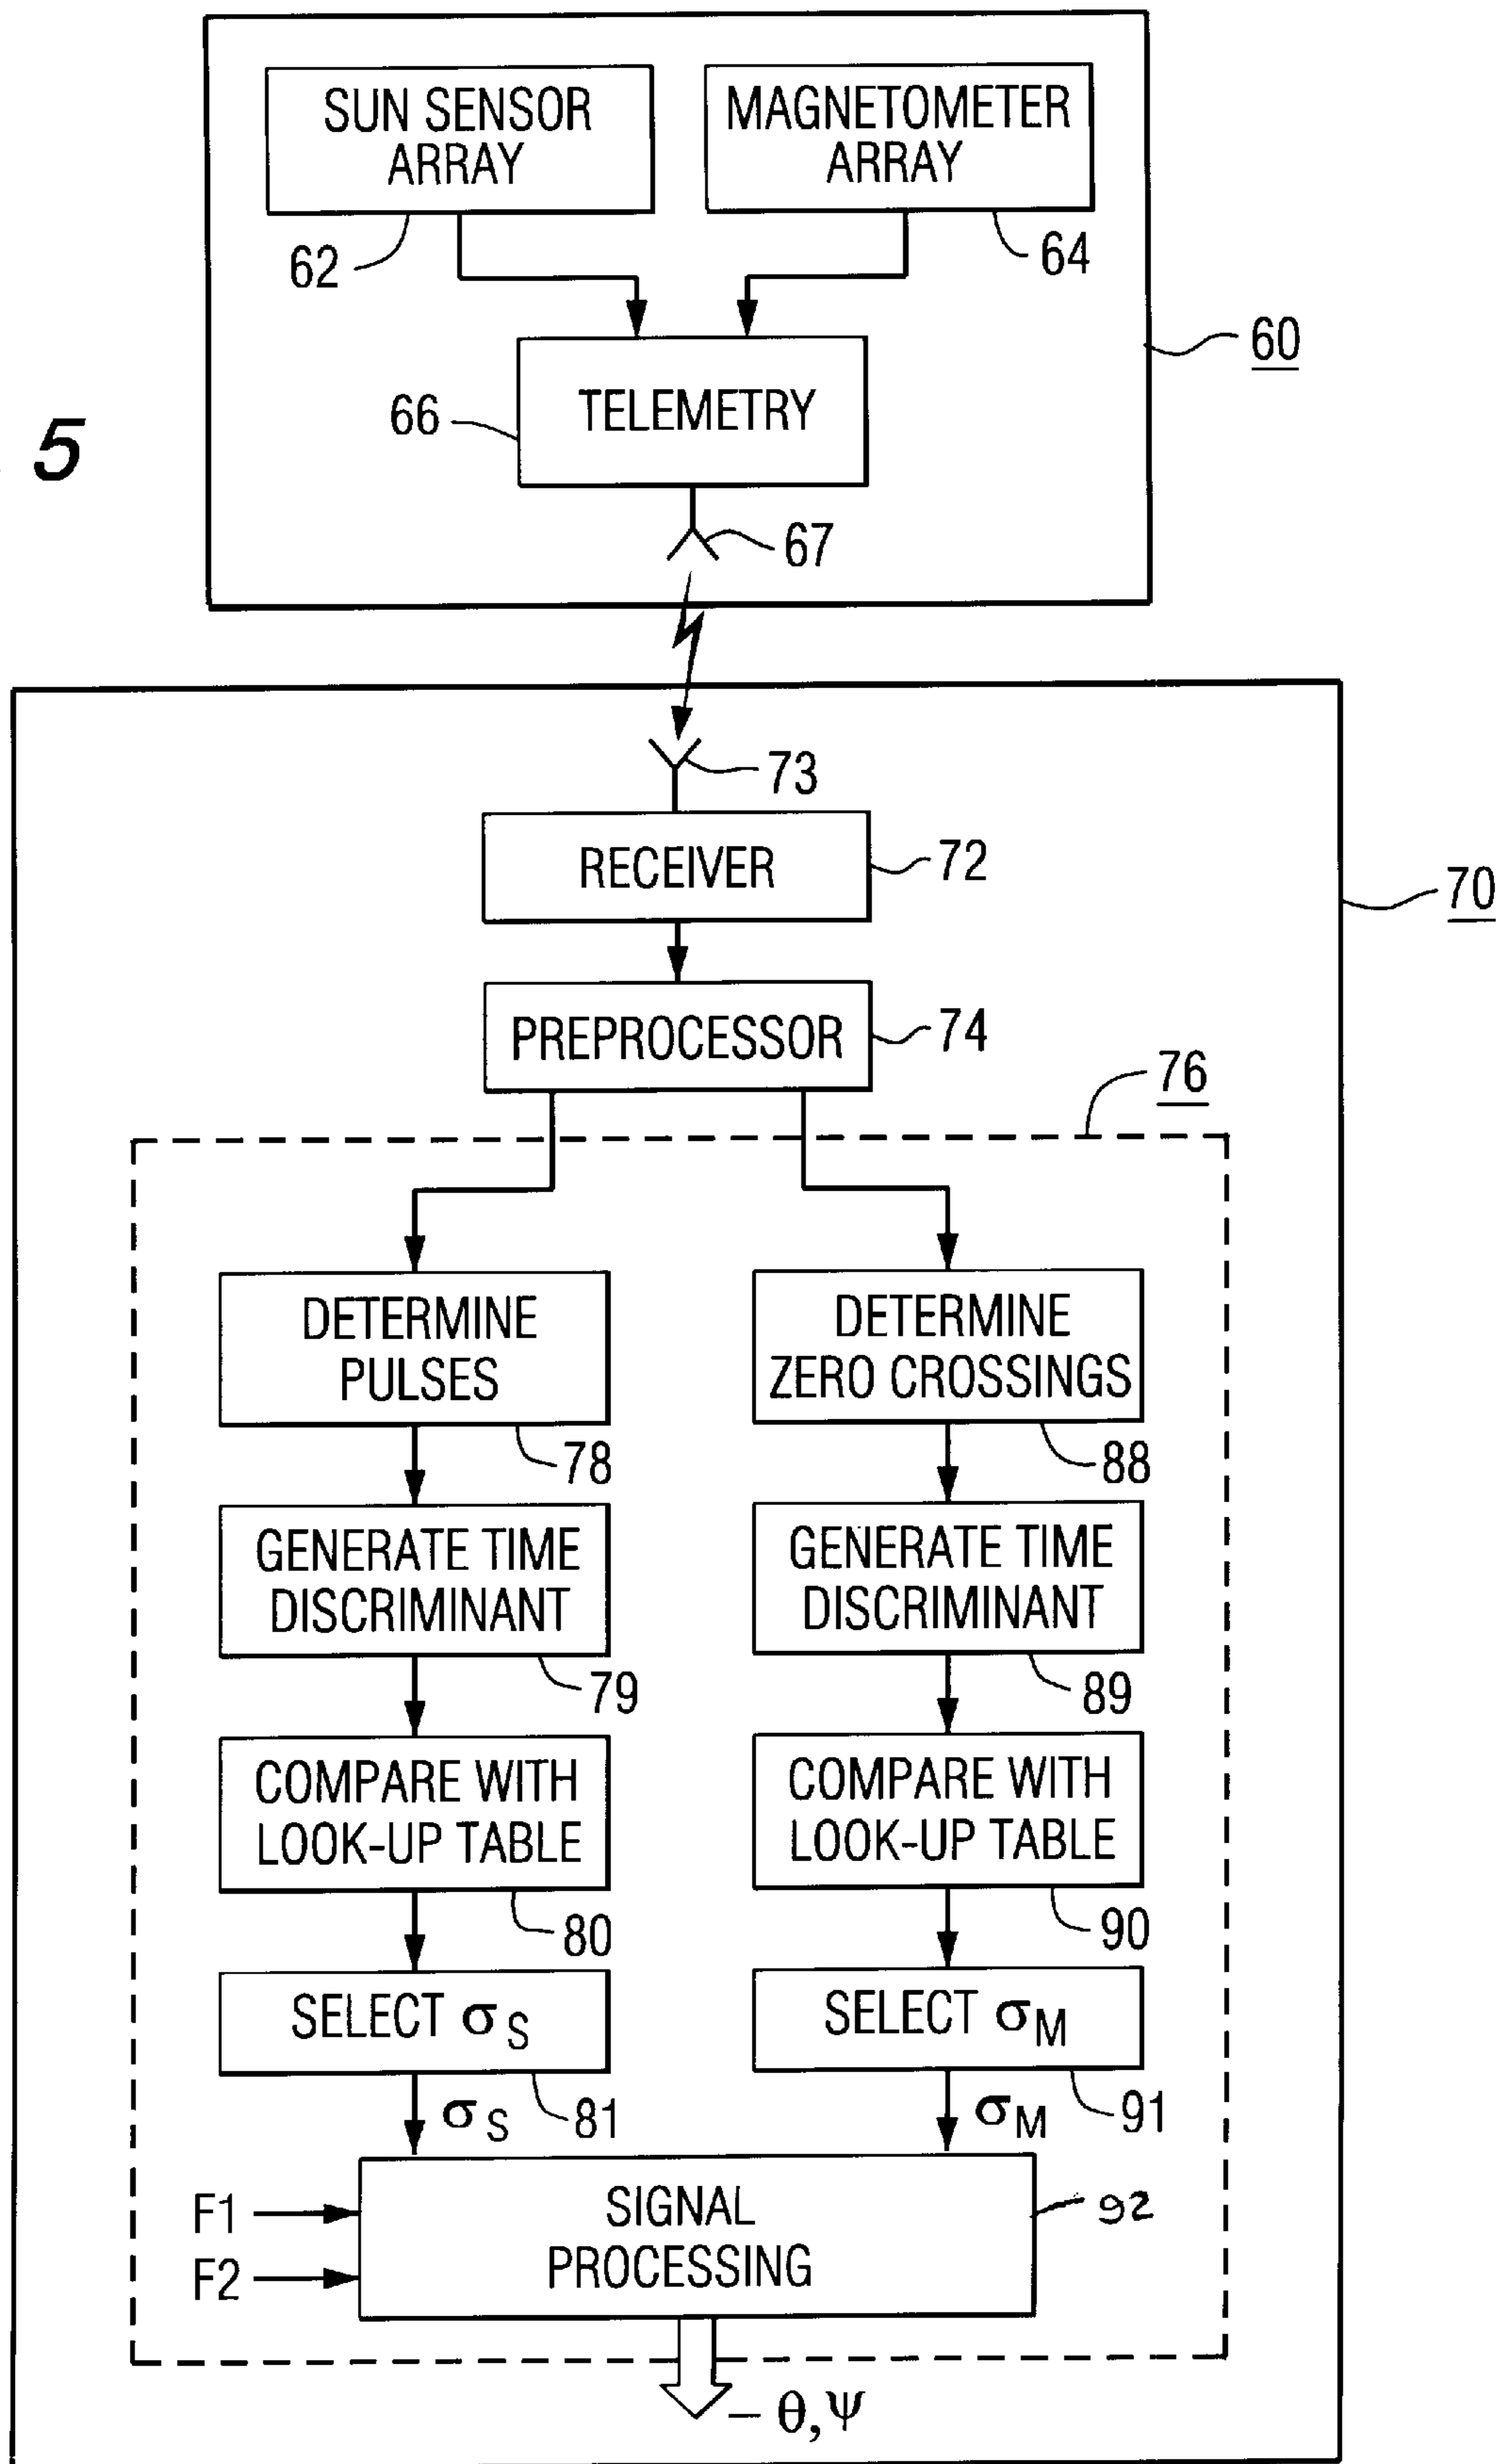 SUN SENSOR
ARRAY
MAGNETOMETER
ARRAY
62
64
60
TELEMETRY
66
5
67
73
RECEIVER
72
70
PREPROCESSOR
74
76
DETERMINE
PULSES
DETERMINE
ZERO CROSSINGS
78
88
GENERATE TIME
DISCRIMINANT
GENERATE TIME
DISCRIMINANT
79
89
COMPARE WITH
LOOK-UP TABLE
COMPARE WITH
LOOK-UP TABLE
80
90
SELECT σS
SELECT σM
σS
81
σM
91
F1
F2
SIGNAL
PROCESSING
92
– θ,ψ